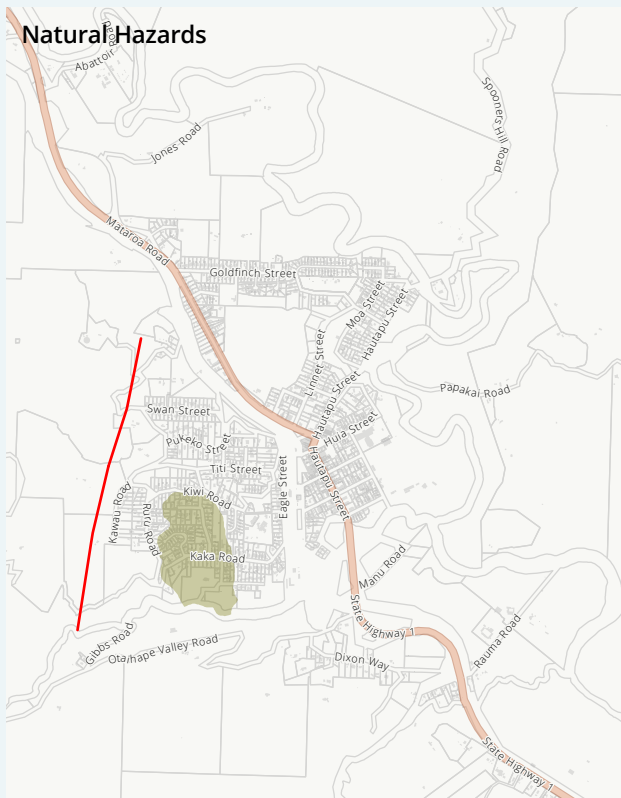 Natural Hazards
Abattoir Road
Jones Road
Spooners Hill Road
Mataroa Road
Goldfinch Street
Moa Street
Hautapu Street
Linnet Street
Papakai Road
Hautapu Street
Swan Street
Huia Street
Pukeko Street
Titi Street
Eagle Street
Hautapu Street
Kiwi Road
Kawau Road
Ruru Road
Kaka Road
Manu Road
State Highway 1
Gibbs Road
Otaihape Valley Road
Dixon Way
Rauma Road
State Highway 1